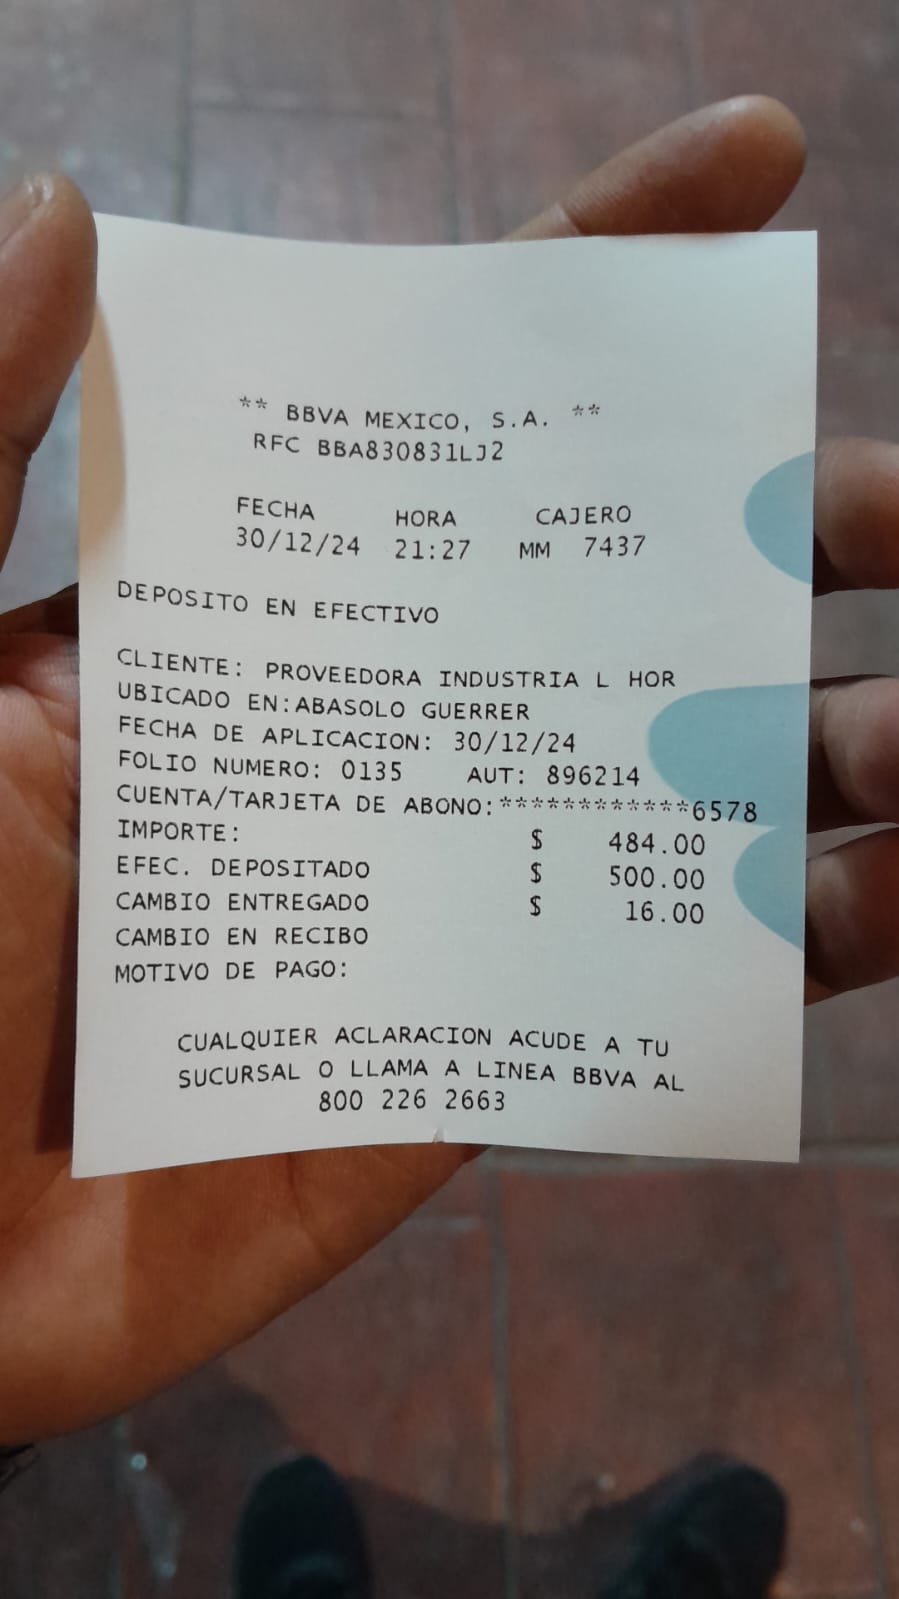 ** BBVA MEXICO, S.A. **
RFC BBA830831LJ2
FECHA HORA CAJERO
30/12/24 21:27 MM 7437
DEPOSITO EN EFECTIVO
CLIENTE: PROVEEDORA INDUSTRIA L HOR
UBICADO EN:ABASOLO GUERRER
FECHA DE APLICACION: 30/12/24
FOLIO NUMERO: 0135 AUT: 896214
CUENTA/TARJETA DE ABONO:************6578
IMPORTE: $ 484.00
EFEC. DEPOSITADO $ 500.00
CAMBIO ENTREGADO $ 16.00
CAMBIO EN RECIBO
MOTIVO DE PAGO:
CUALQUIER ACLARACION ACUDE A TU
SUCURSAL O LLAMA A LINEA BBVA AL
800 226 2663